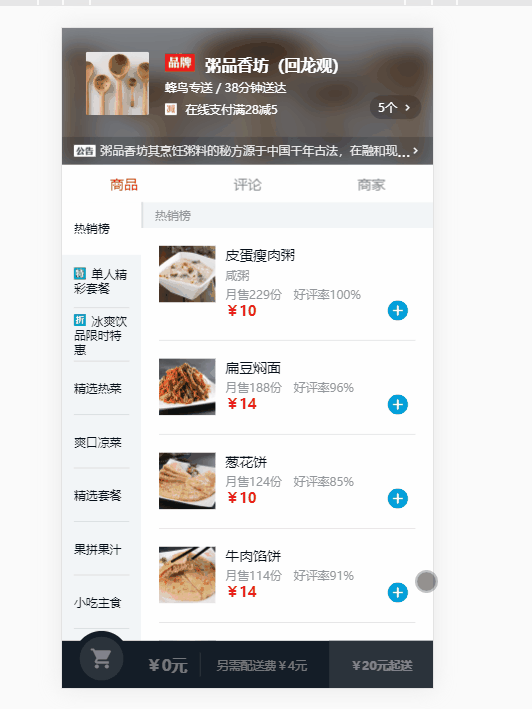 品牌 粥品香坊（回龙观）
蜂鸟专送 / 38分钟送达
减 在线支付满28减5
5个 >
公告 粥品香坊其烹饪粥料的秘方源于中国千年古法，在融和现... >
商品 评论 商家
热销榜
特 单人精
彩套餐
折 冰爽饮
品限时特
惠
精选热菜
爽口凉菜
精选套餐
果拼果汁
小吃主食
热销榜
皮蛋瘦肉粥
咸粥
月售229份 好评率100%
￥10
扁豆焖面
月售188份 好评率96%
￥14
葱花饼
月售124份 好评率85%
￥10
牛肉馅饼
月售114份 好评率91%
￥14
￥0元 另需配送费￥4元 ￥20元起送